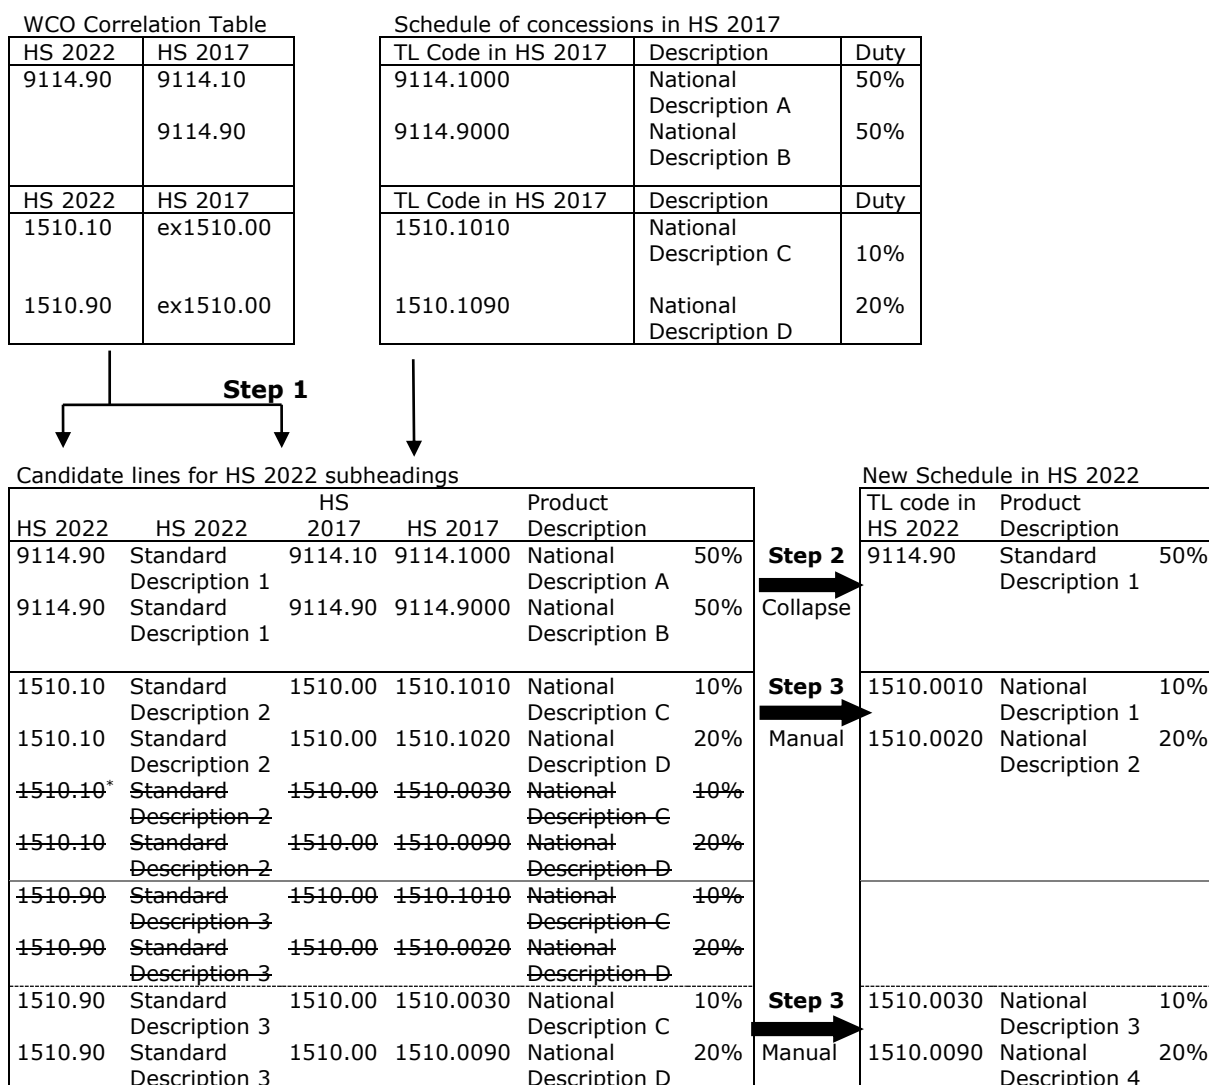 WCO Correlation Table Schedule of concessions in HS 2017
HS 2022 HS 2017 TL Code in HS 2017 Description Duty
9114.90 9114.10 9114.1000 National 50%
Description A
9114.90 9114.9000 National 50%
Description B
HS 2022 HS 2017 TL Code in HS 2017 Description Duty
1510.10 ex1510.00 1510.1010 National
Description C 10%
1510.90 ex1510.00 1510.1090 National 20%
Description D
Step 1
Candidate lines for HS 2022 subheadings New Schedule in HS 2022
HS Product TL code in Product
HS 2022 HS 2022 2017 HS 2017 Description HS 2022 Description
9114.90 Standard 9114.10 9114.1000 National 50% Step 2 9114.90 Standard 50%
Description 1 Description A Description 1
9114.90 Standard 9114.90 9114.9000 National 50% Collapse
Description 1 Description B
1510.10 Standard 1510.00 1510.1010 National 10% Step 3 1510.0010 National 10%
Description 2 Description C Description 1
1510.10 Standard 1510.00 1510.1020 National 20% Manual 1510.0020 National 20%
Description 2 Description D Description 2
1510.10* Standard 1510.00 1510.0030 National 10%
Description 2 Description C
1510.10 Standard 1510.00 1510.0090 National 20%
Description 2 Description D
1510.90 Standard 1510.00 1510.1010 National 10%
Description 3 Description C
1510.90 Standard 1510.00 1510.0020 National 20%
Description 3 Description D
1510.90 Standard 1510.00 1510.0030 National 10% Step 3 1510.0030 National 10%
Description 3 Description C Description 3
1510.90 Standard 1510.00 1510.0090 National 20% Manual 1510.0090 National 20%
Description 3 Description D Description 4